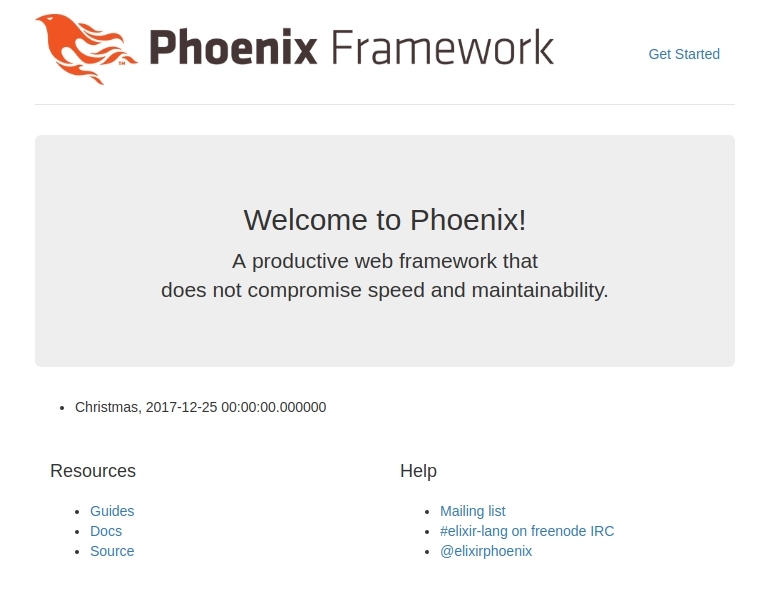 Phoenix Framework
Get Started
Welcome to Phoenix!
A productive web framework that
does not compromise speed and maintainability.
Christmas, 2017-12-25 00:00:00.000000
Resources
Guides
Docs
Source
Help
Mailing list
#elixir-lang on freenode IRC
@elixirphoenix